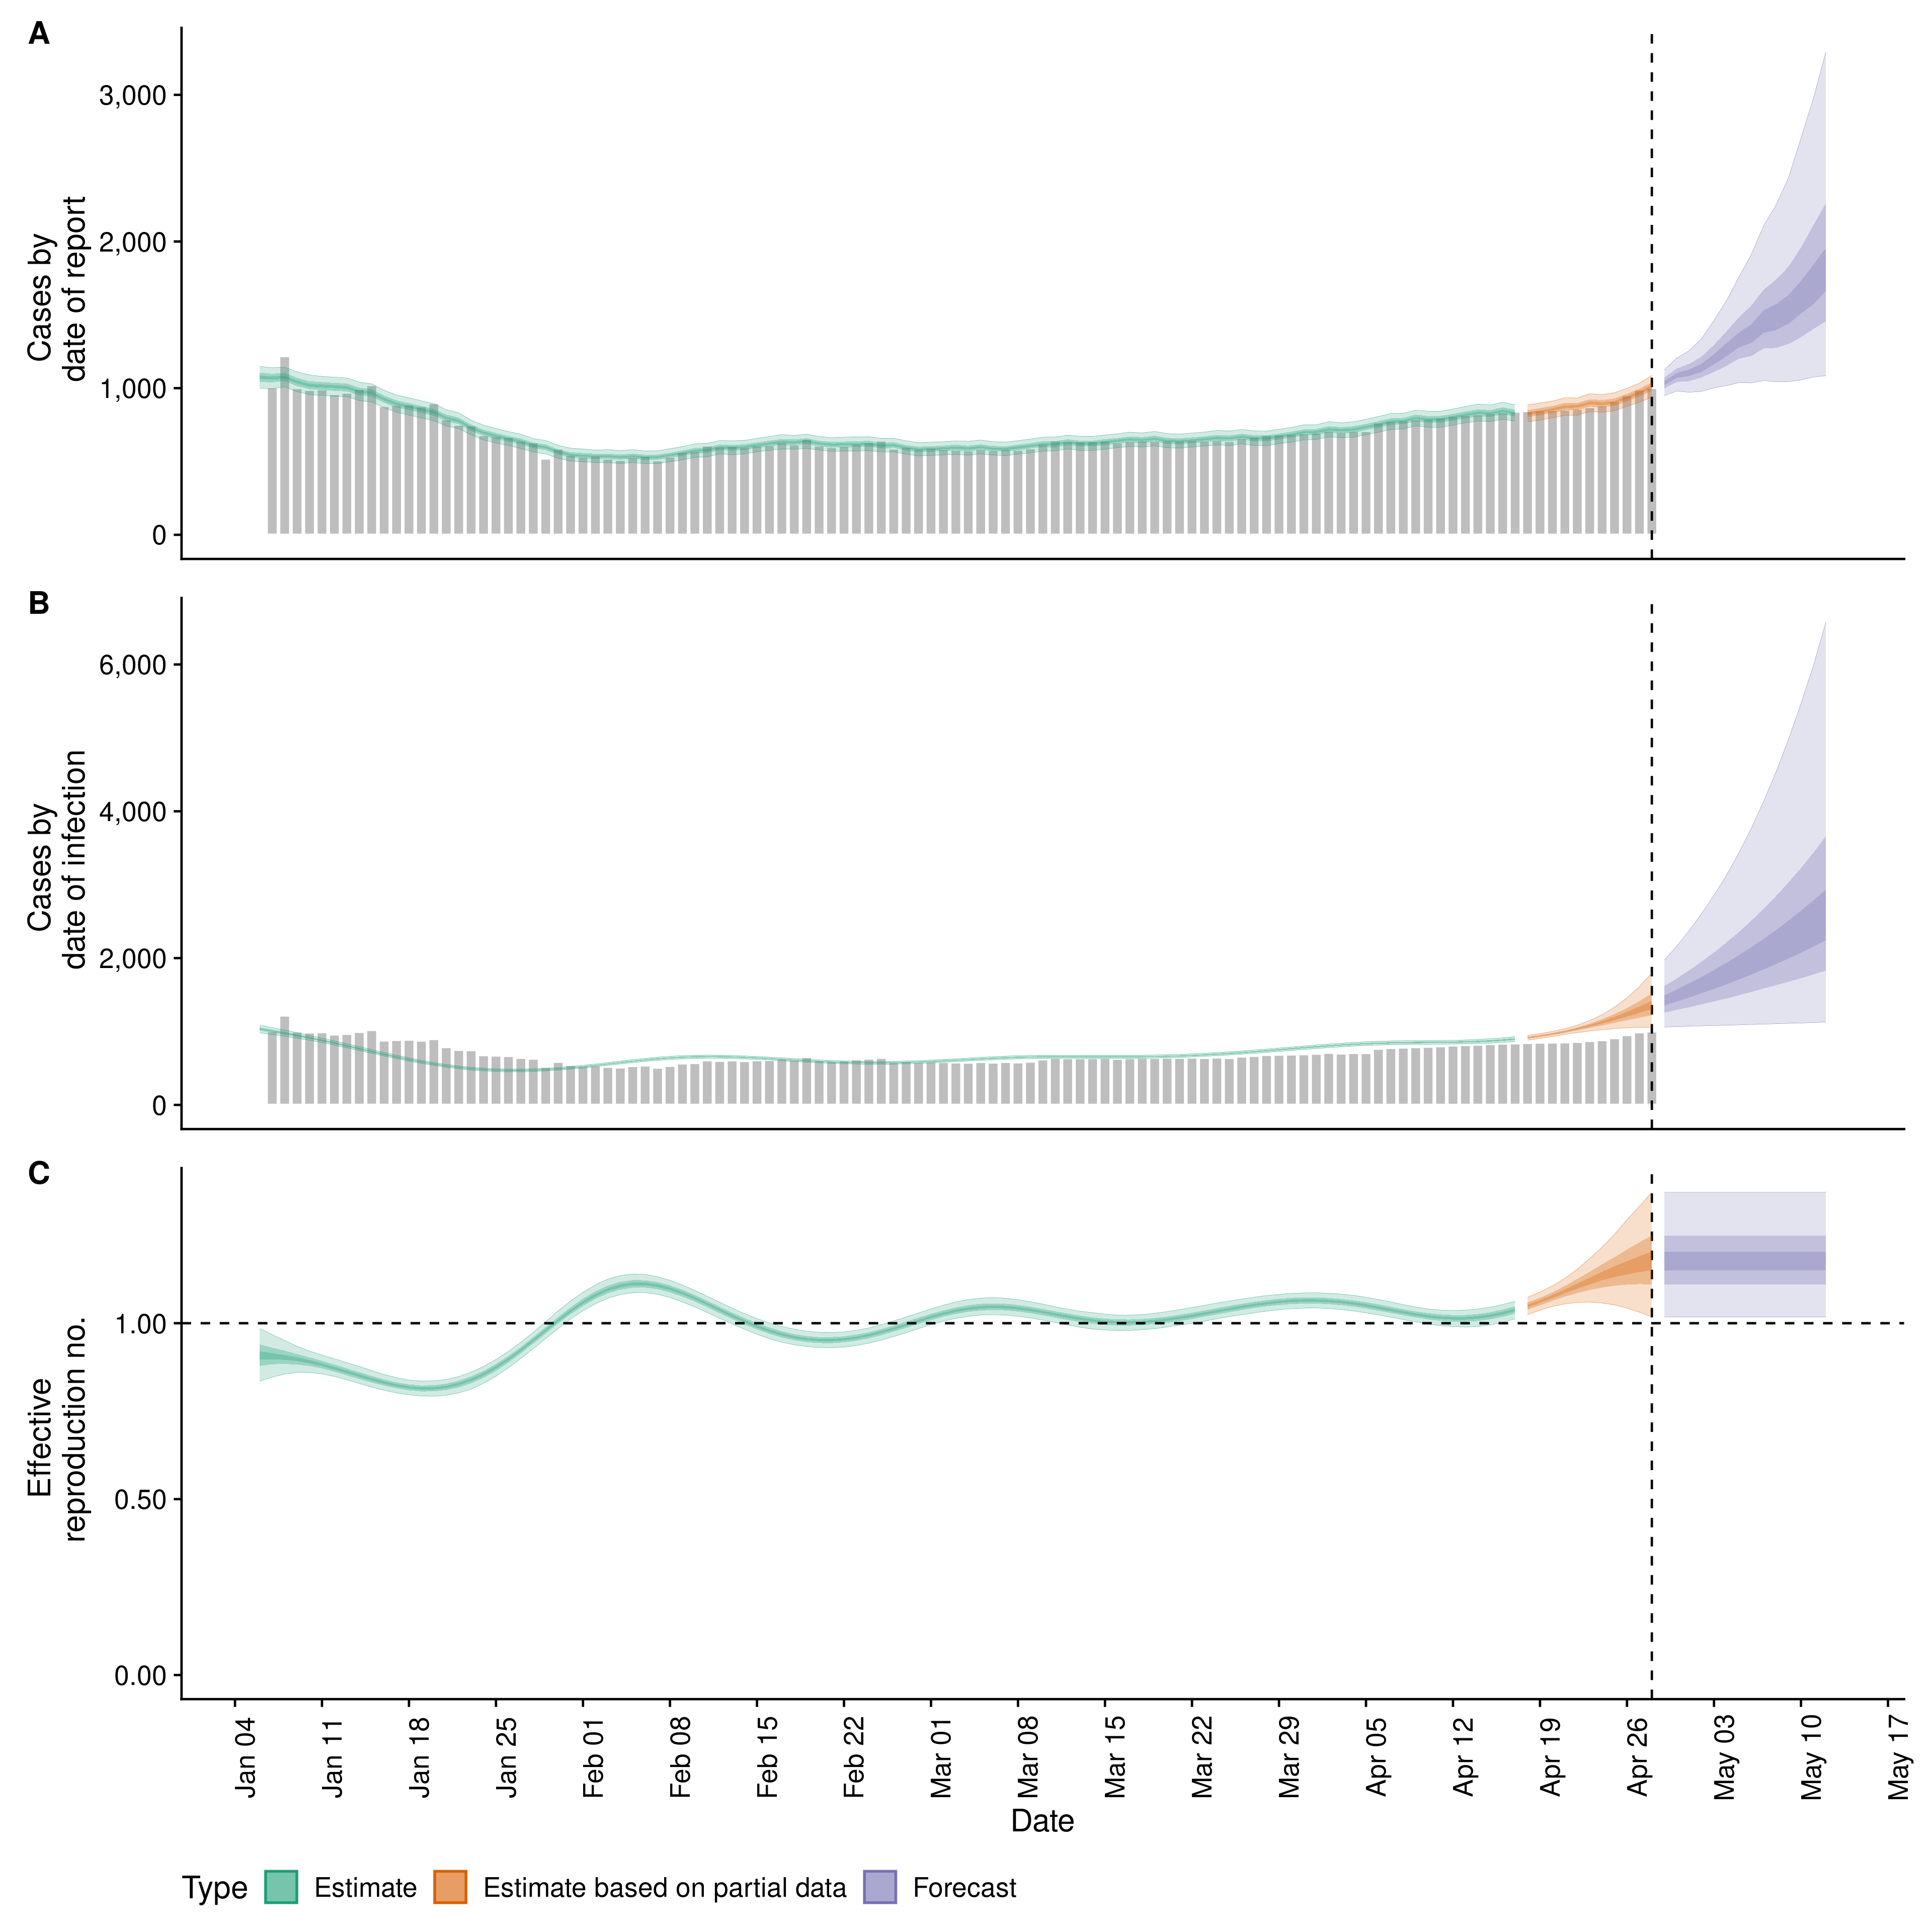 A
Cases by
date of report
3,000
2,000
1,000
0
B
Cases by
date of infection
6,000
4,000
2,000
0
C
Effective
reproduction no.
1.00
0.50
0.00
Jan 04
Jan 11
Jan 18
Jan 25
Feb 01
Feb 08
Feb 15
Feb 22
Mar 01
Mar 08
Mar 15
Mar 22
Mar 29
Apr 05
Apr 12
Apr 19
Apr 26
May 03
May 10
May 17
Date
Type Estimate Estimate based on partial data Forecast